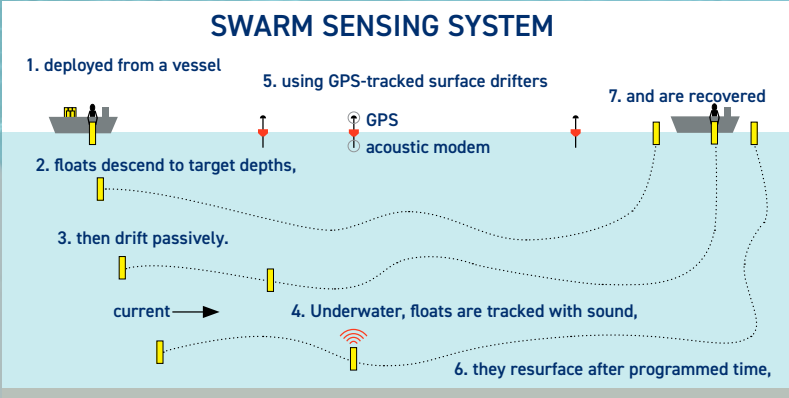 SWARM SENSING SYSTEM
1. deployed from a vessel
5. using GPS-tracked surface drifters
7. and are recovered
GPS
acoustic modem
2. floats descend to target depths,
3. then drift passively.
current
4. Underwater, floats are tracked with sound,
6. they resurface after programmed time,